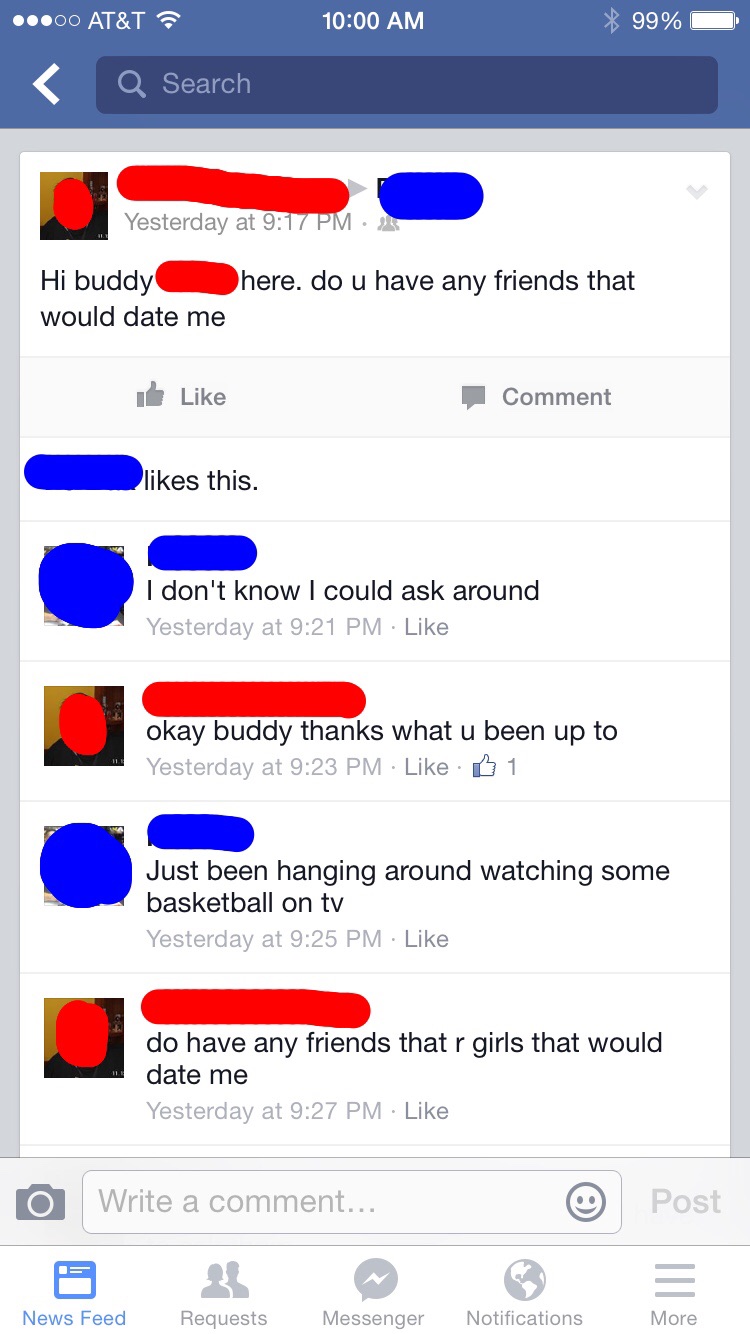 AT&T 10:00 AM 99%
Search
Yesterday at 9:17 PM ·
Hi buddy here. do u have any friends that
would date me
Like Comment
likes this.
I don't know I could ask around
Yesterday at 9:21 PM · Like
okay buddy thanks what u been up to
Yesterday at 9:23 PM · Like · 1
Just been hanging around watching some
basketball on tv
Yesterday at 9:25 PM · Like
do have any friends that r girls that would
date me
Yesterday at 9:27 PM · Like
Write a comment... Post
News Feed Requests Messenger Notifications More